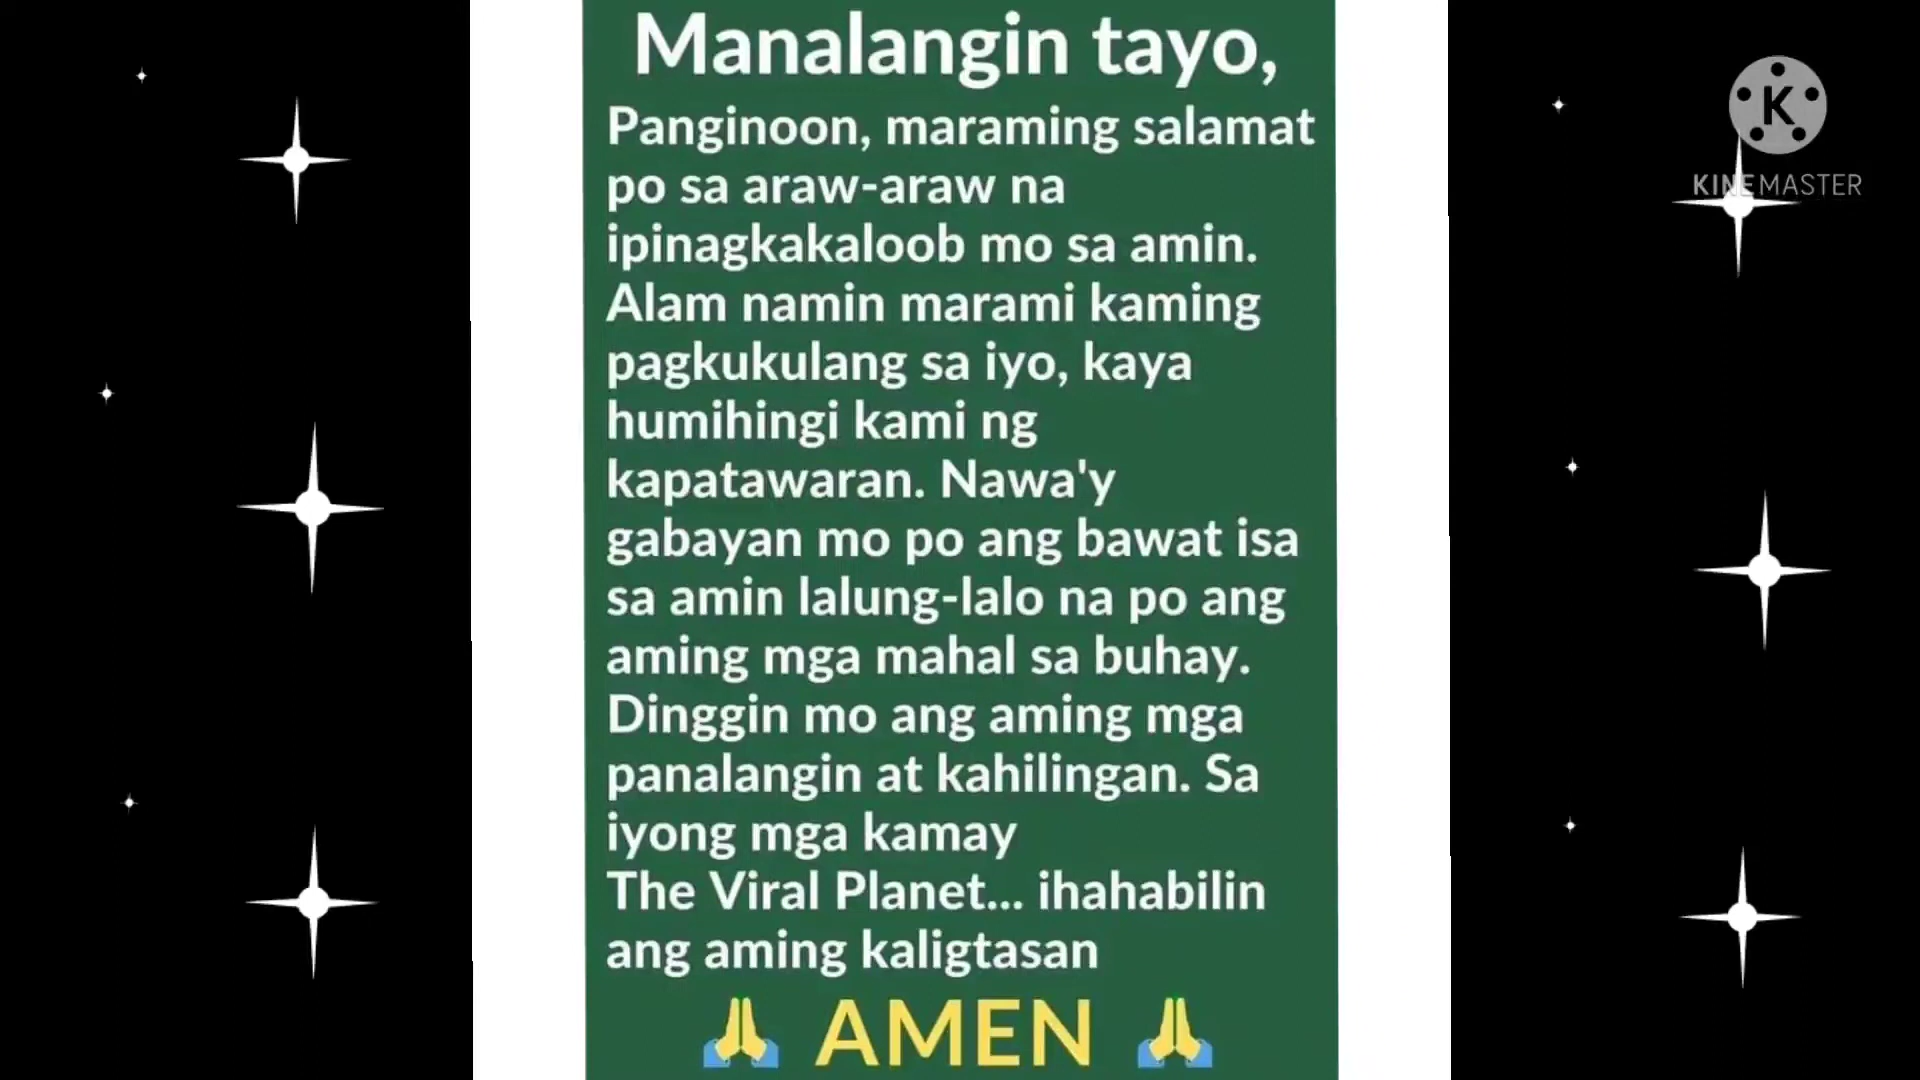 Manalangin tayo,
Panginoon, maraming salamat
po sa araw-araw na
ipinagkakaloob mo sa amin.
Alam namin marami kaming
pagkukulang sa iyo, kaya
humihingi kami ng
kapatawaran. Nawa'y
gabayan mo po ang bawat isa
sa amin lalung-lalo na po ang
aming mga mahal sa buhay.
Dinggin mo ang aming mga
panalangin at kahilingan. Sa
iyong mga kamay
The Viral Planet... ihahabilin
ang aming kaligtasan
🙏 AMEN 🙏
K
KINEMASTER